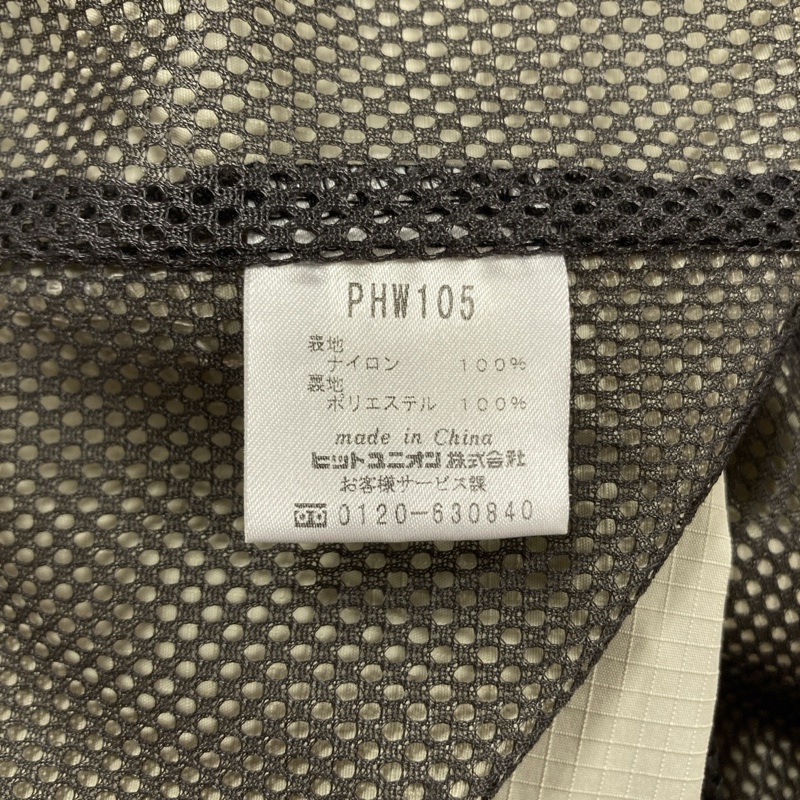 PHW105
表地
ナイロン 100%
裏地
ポリエステル 100%
made in China
ヒットユニオン株式会社
お客様サービス課
0120-630840